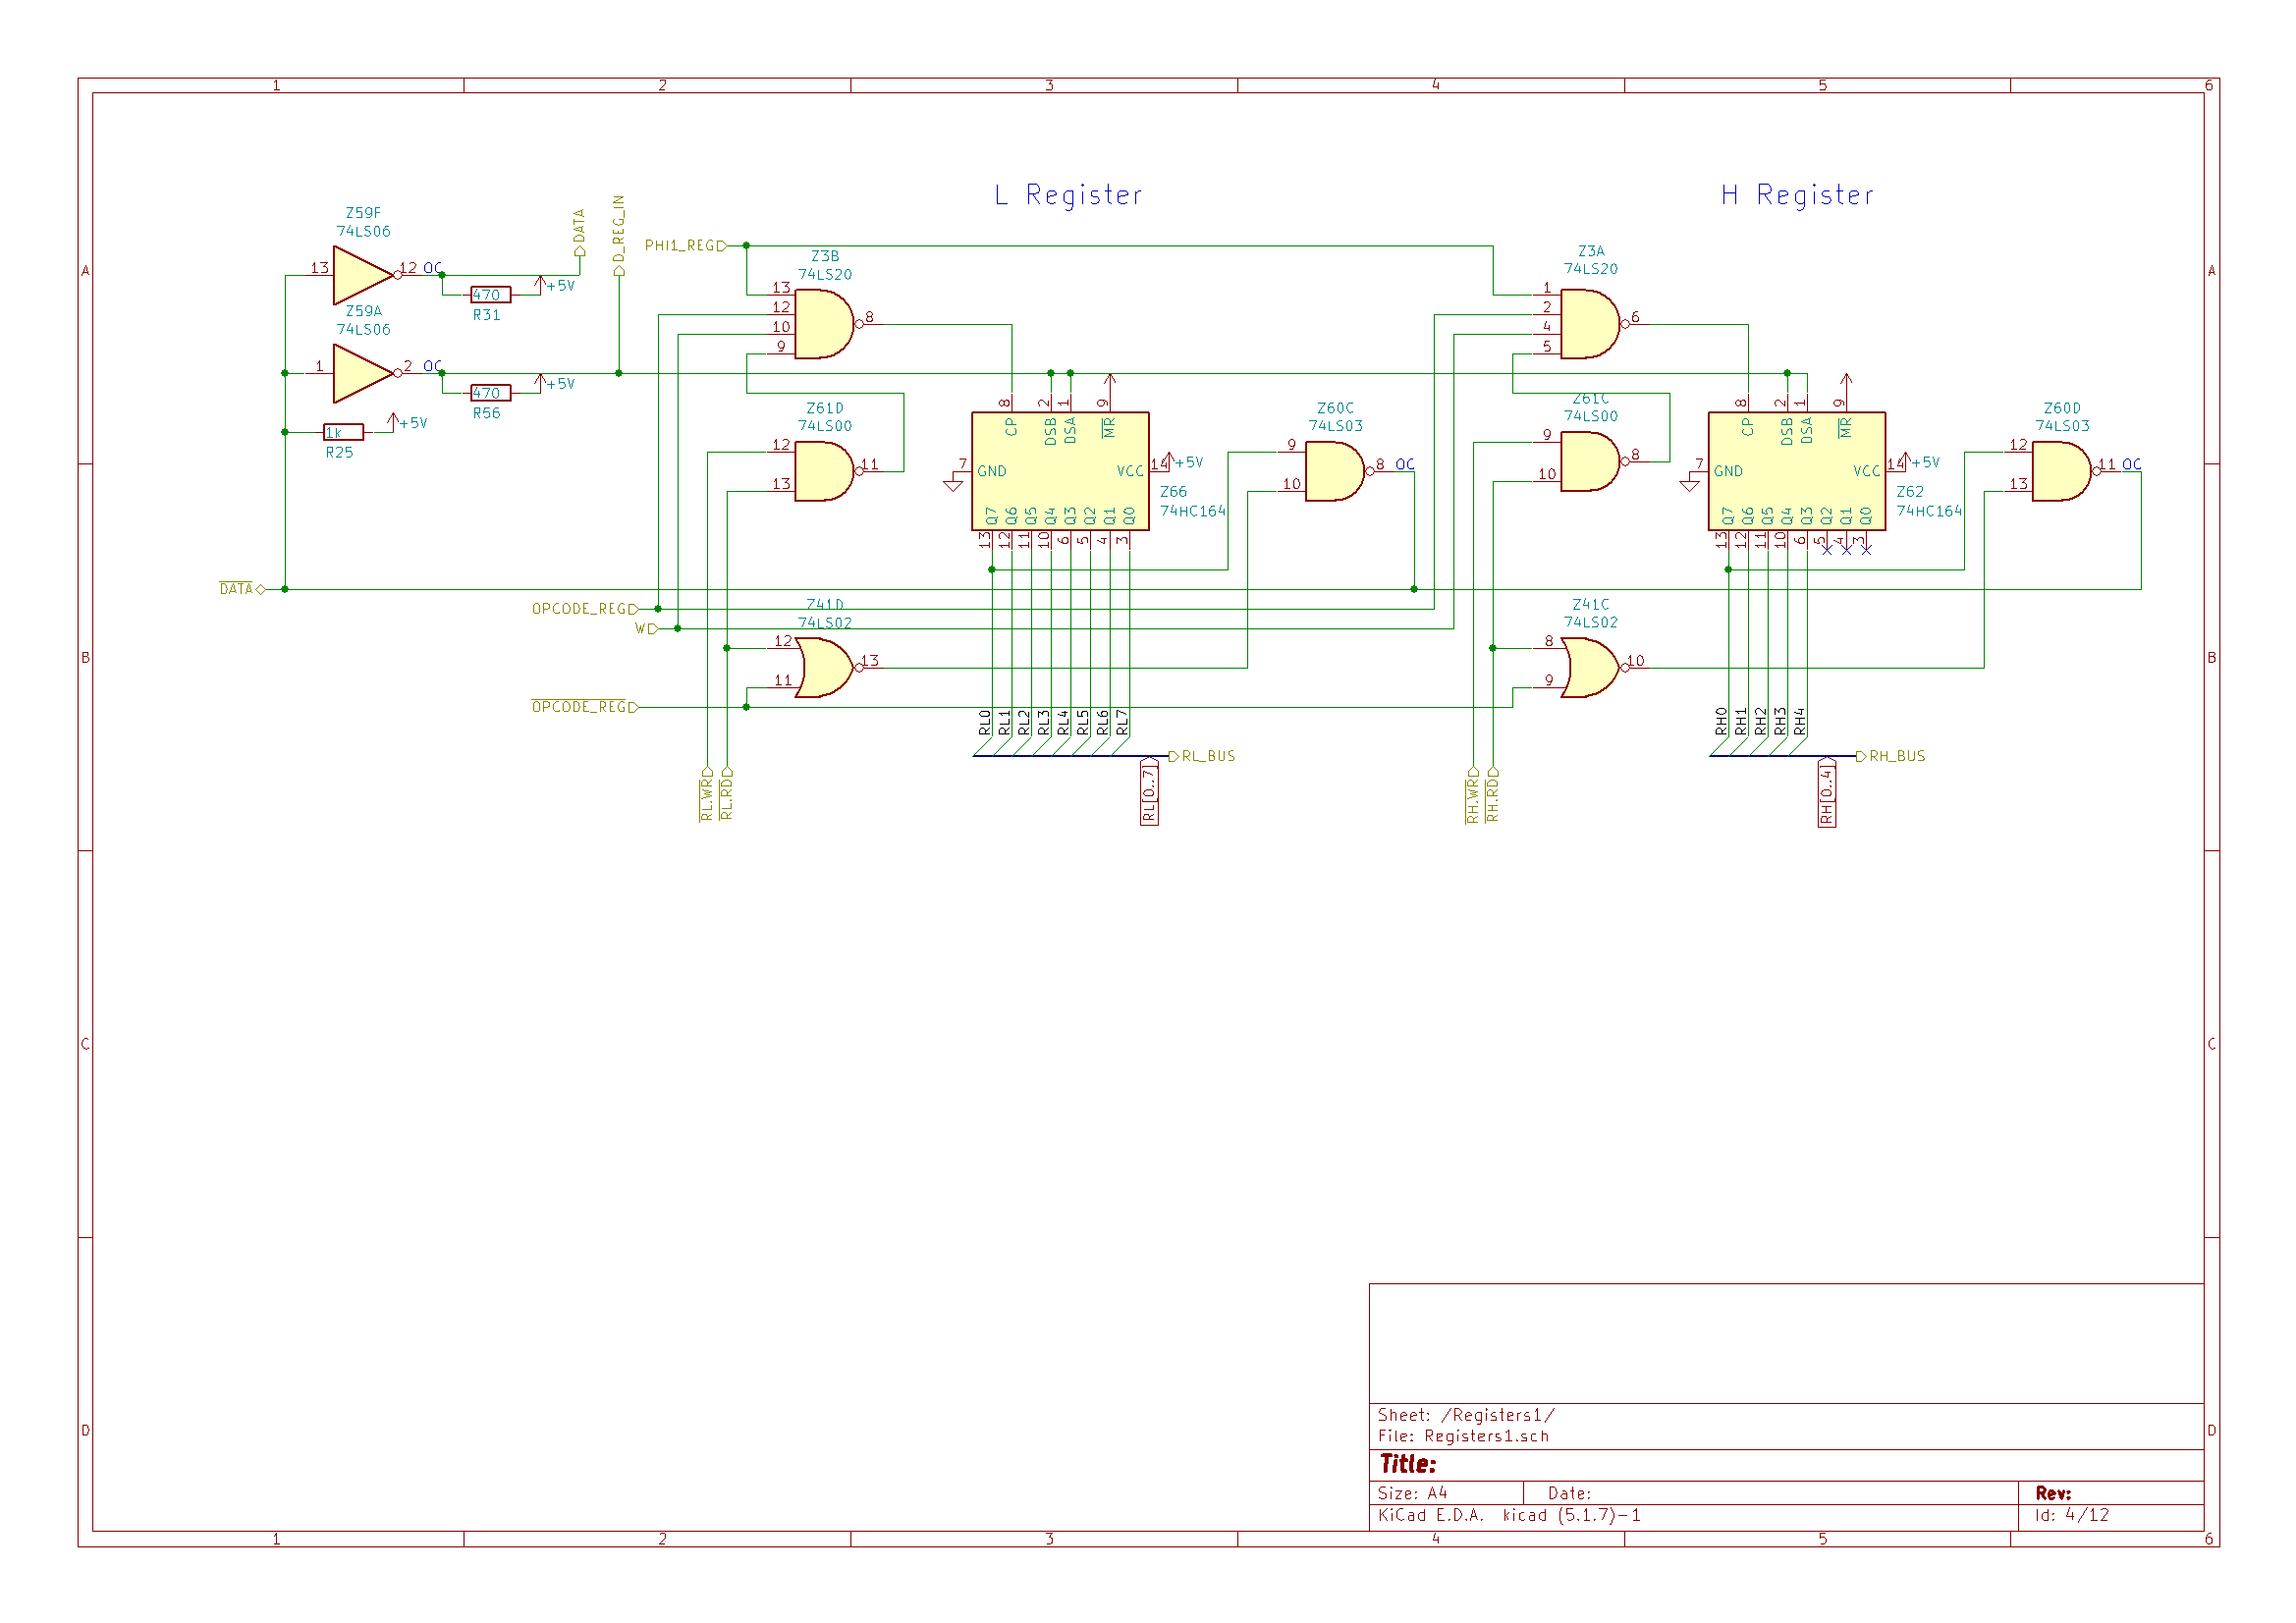 1 2 3 4 5 6
A A
B B
C C
D D
L Register
H Register
Z59F
74LS06
13 12 OC
470
R31
+5V
DATA
D_REG_IN
Z59A
74LS06
1 2 OC
470
R56
+5V
1k
R25
+5V
PHI1_REG
Z3B
74LS20
13
12
10
9
8
Z61D
74LS00
12
13
11
8 2 1 9
CP DSB DSA MR
7 GND
VCC 14 +5V
Z66
74HC164
Q7 Q6 Q5 Q4 Q3 Q2 Q1 Q0
13 12 11 10 6 5 4 3
Z60C
74LS03
9
10
8 OC
Z3A
74LS20
1
2
4
5
6
Z61C
74LS00
9
10
8
8 2 1 9
CP DSB DSA MR
7 GND
VCC 14 +5V
Z62
74HC164
Q7 Q6 Q5 Q4 Q3 Q2 Q1 Q0
13 12 11 10 6 5 4 3
Z60D
74LS03
12
13
11 OC
DATA
OPCODE_REG
W
Z41D
74LS02
12
11
13
OPCODE_REG
Z41C
74LS02
8
9
10
RL0 RL1 RL2 RL3 RL4 RL5 RL6 RL7
RL_BUS
RL[0..7]
RL.WR
RL.RD
RH0 RH1 RH2 RH3 RH4
RH_BUS
RH[0..4]
RH.WR
RH.RD
Sheet: /Registers1/
File: Registers1.sch
Title:
Size: A4 Date: Rev:
KiCad E.D.A. kicad (5.1.7)-1 Id: 4/12
1 2 3 4 5 6